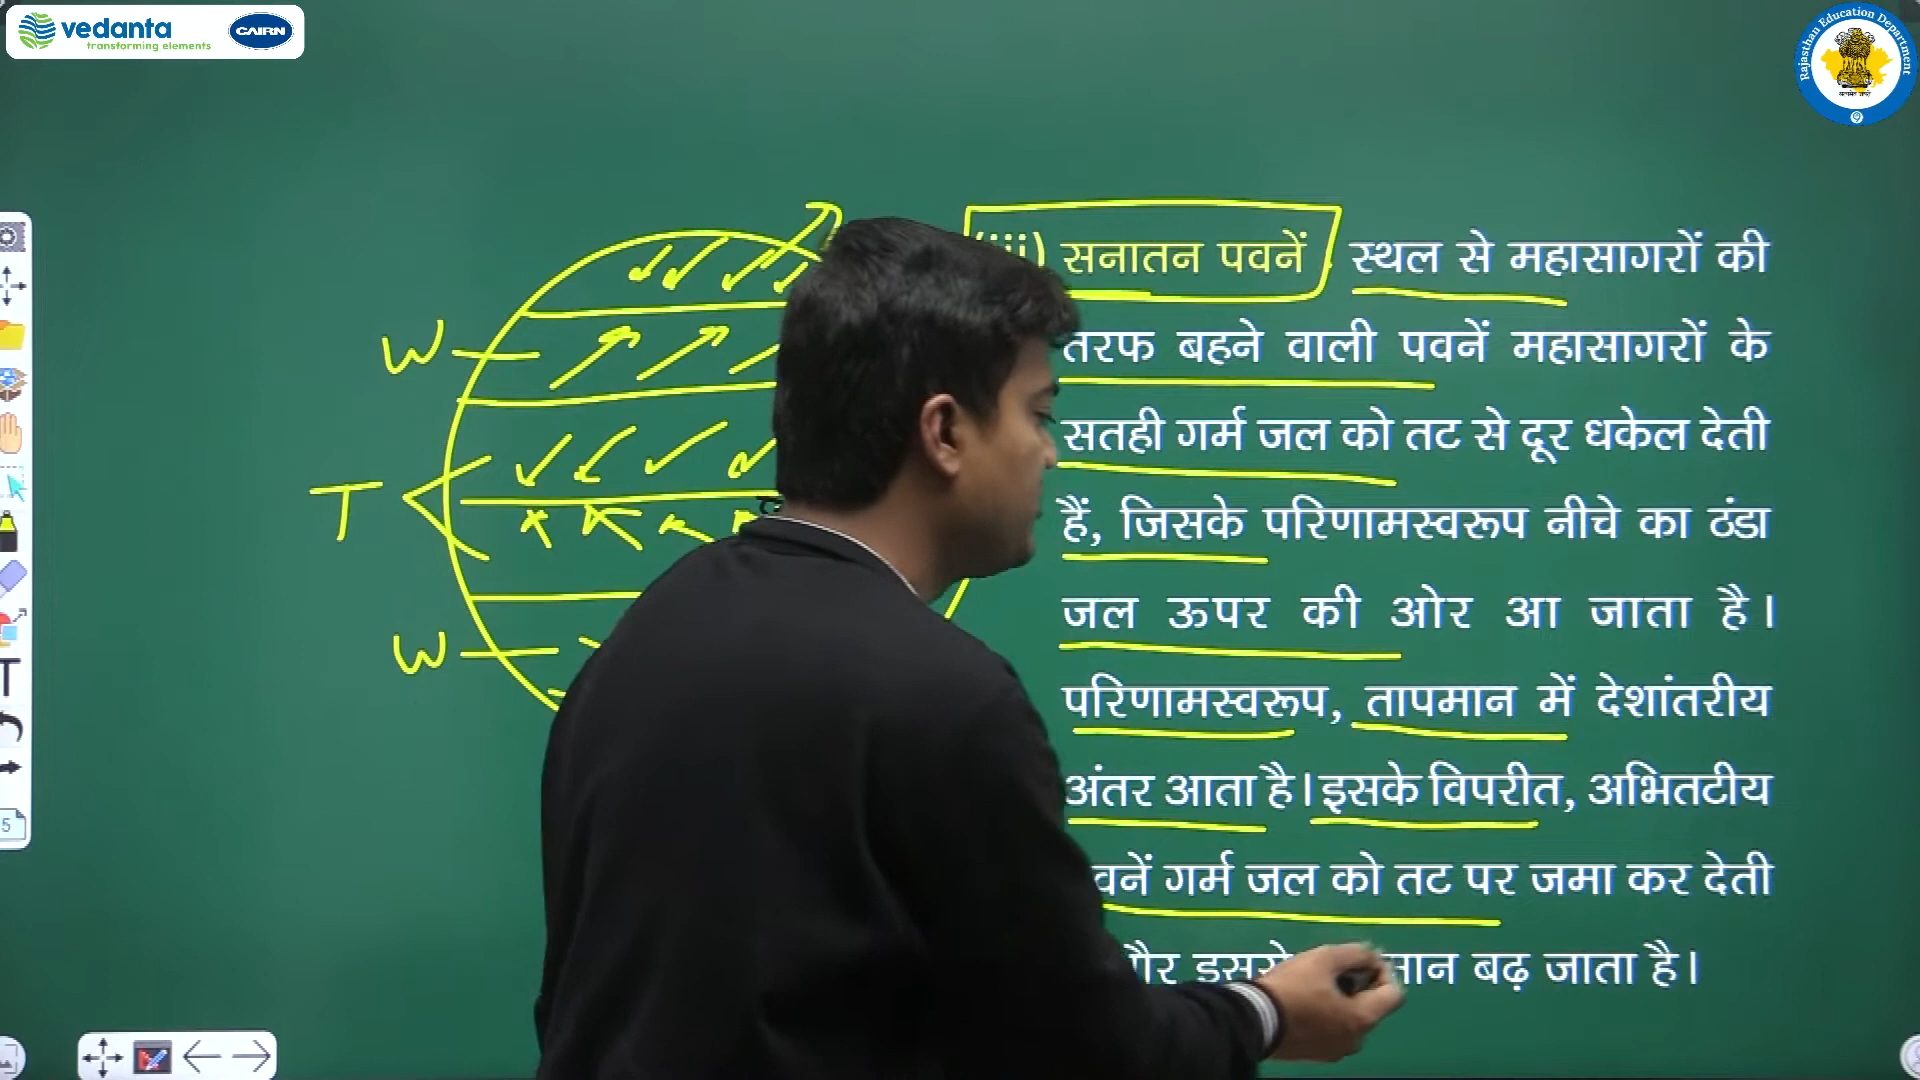 vedanta
transforming elements
CAIRN
Rajasthan Education Department
सनातन पवनें स्थल से महासागरों की
तरफ बहने वाली पवनें महासागरों के
सतही गर्म जल को तट से दूर धकेल देती
हैं, जिसके परिणामस्वरूप नीचे का ठंडा
जल ऊपर की ओर आ जाता है।
परिणामस्वरूप, तापमान में देशांतरीय
अंतर आता है। इसके विपरीत, अभितटीय
गर्म जल को तट पर जमा कर देती
बढ़ जाता है।
W
T
W
T
5